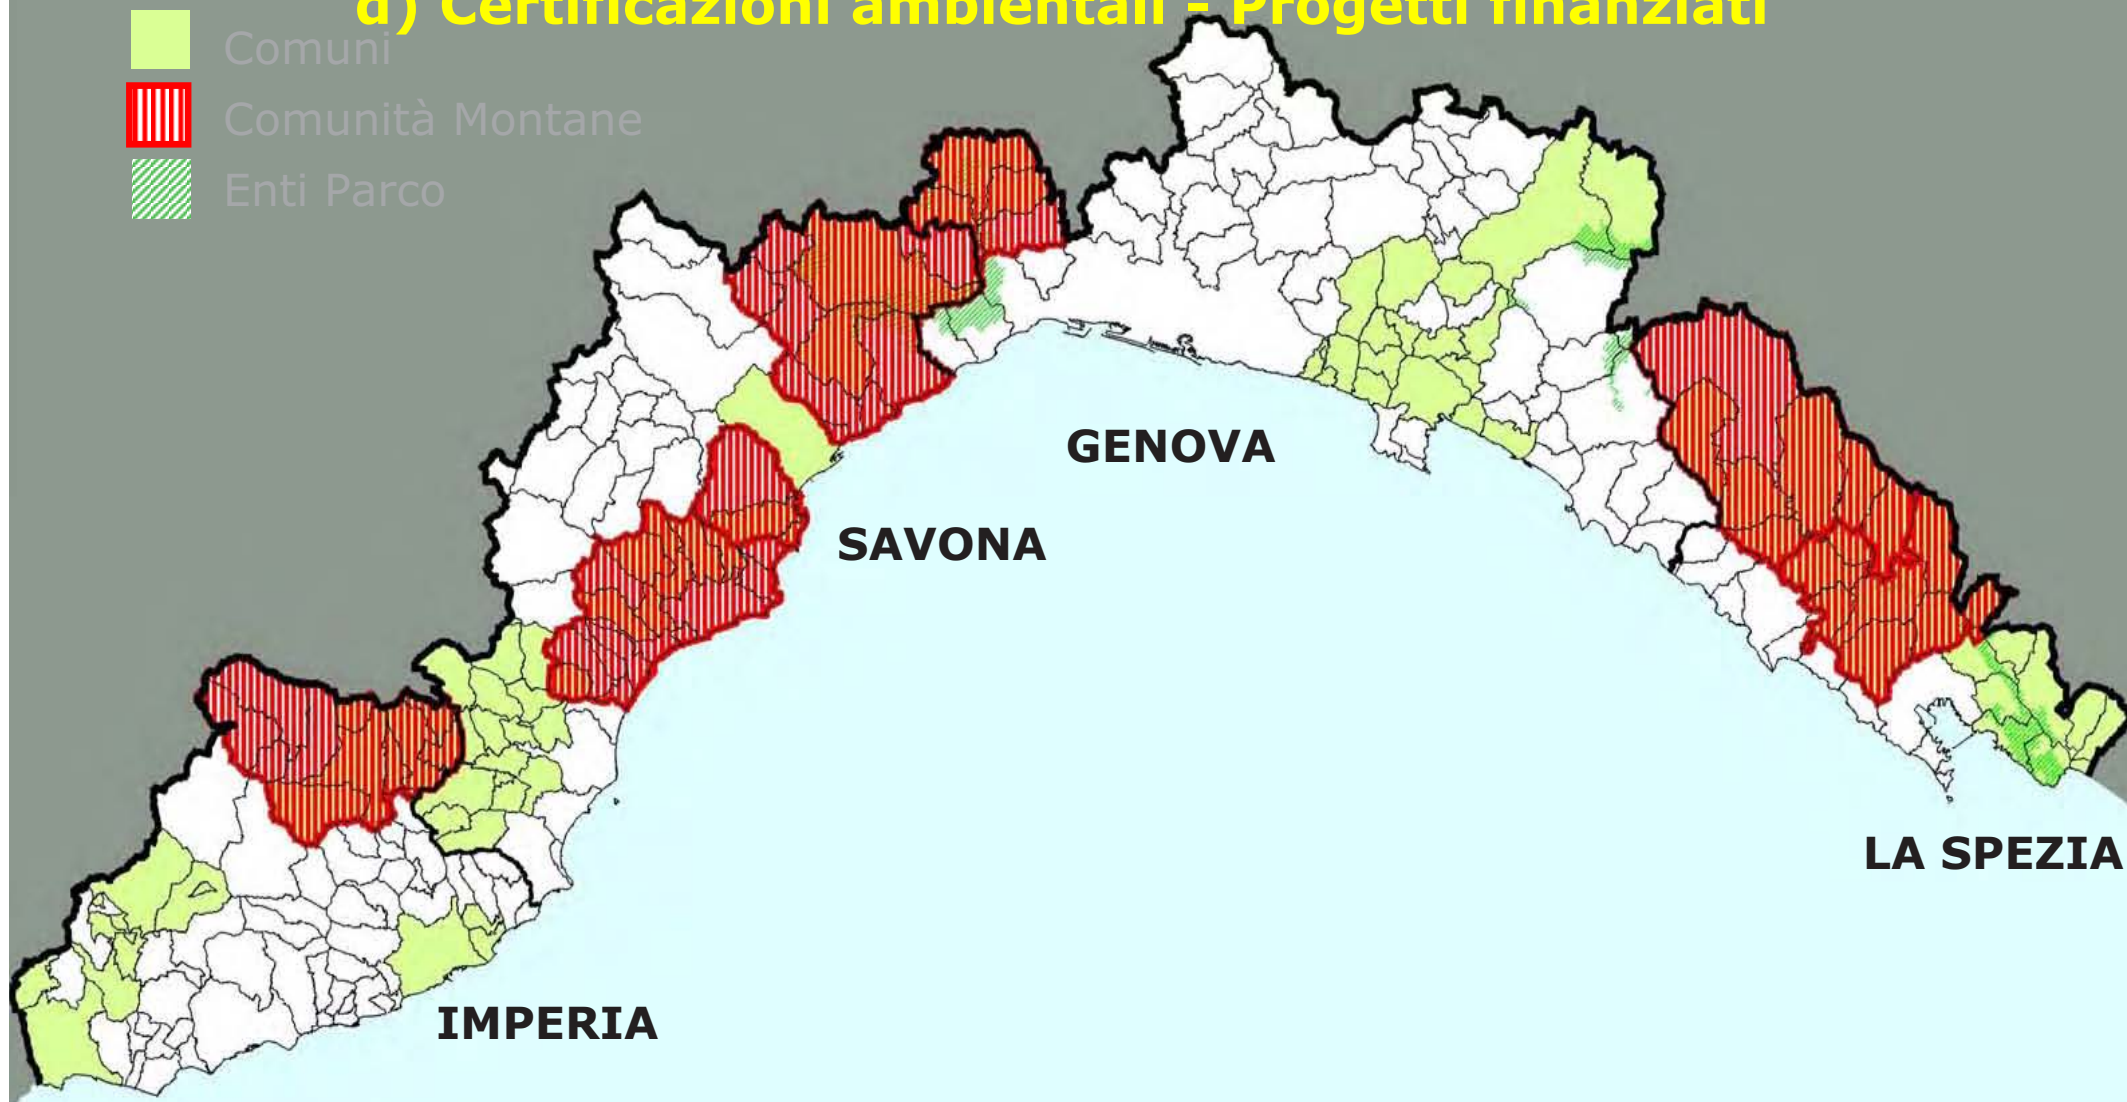 d) Certificazioni ambientali - Progetti finanziati
Comuni
Comunità Montane
Enti Parco
GENOVA
SAVONA
LA SPEZIA
IMPERIA